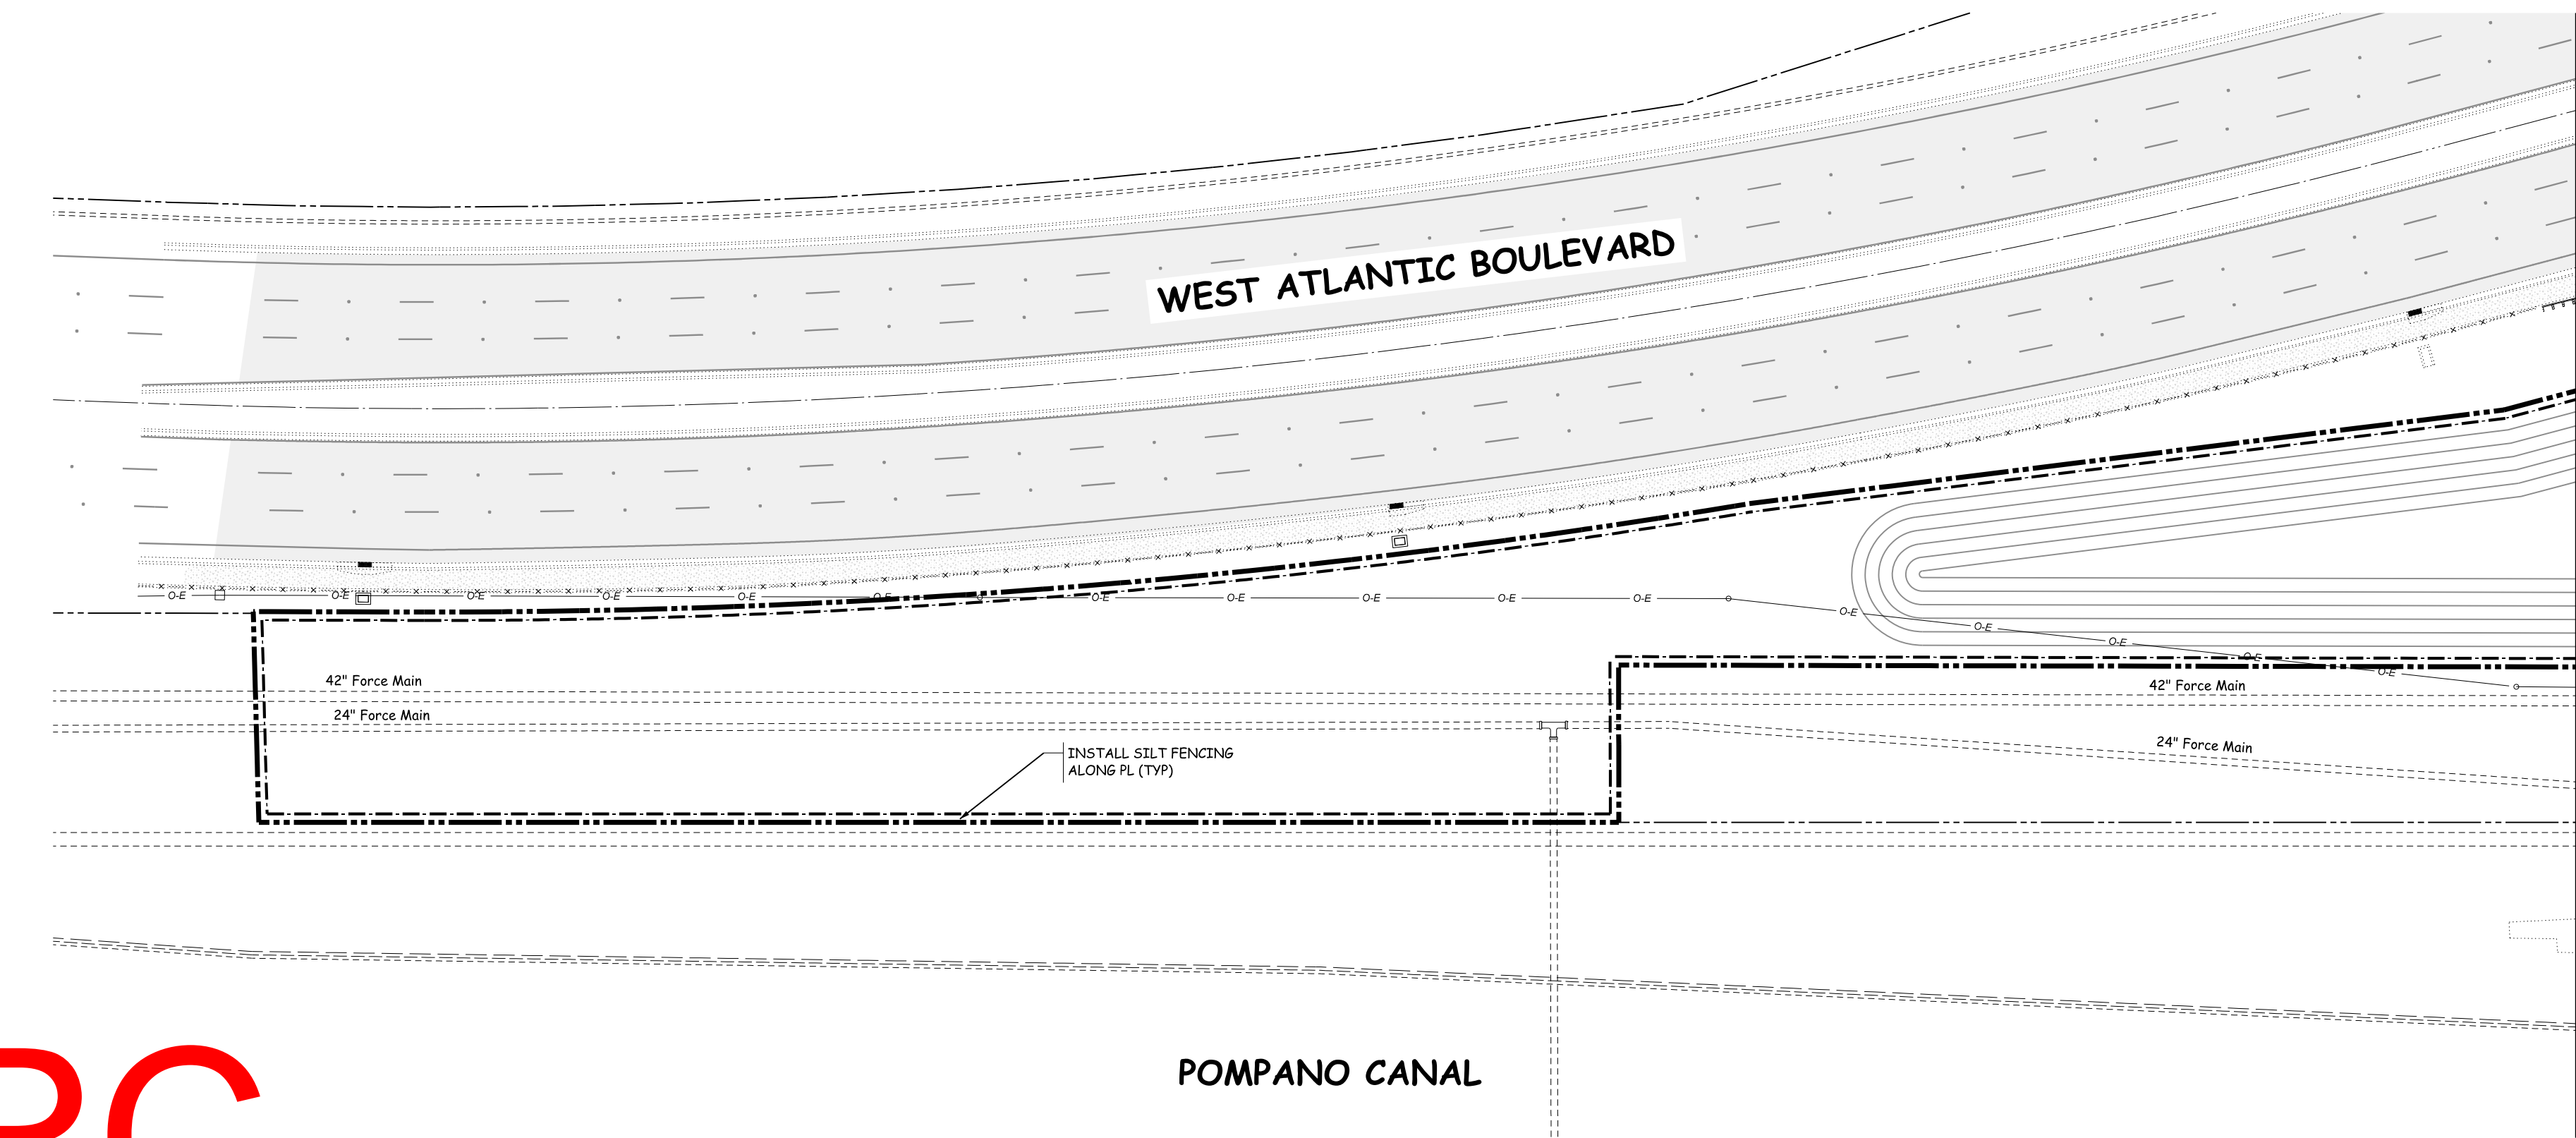 WEST ATLANTIC BOULEVARD
O-E O-E O-E O-E O-E O-E O-E O-E O-E O-E O-E
O-E
O-E
O-E
O-E
O-E
O-E
42" Force Main
42" Force Main
24" Force Main
24" Force Main
INSTALL SILT FENCING
ALONG PL (TYP)
POMPANO CANAL
RC